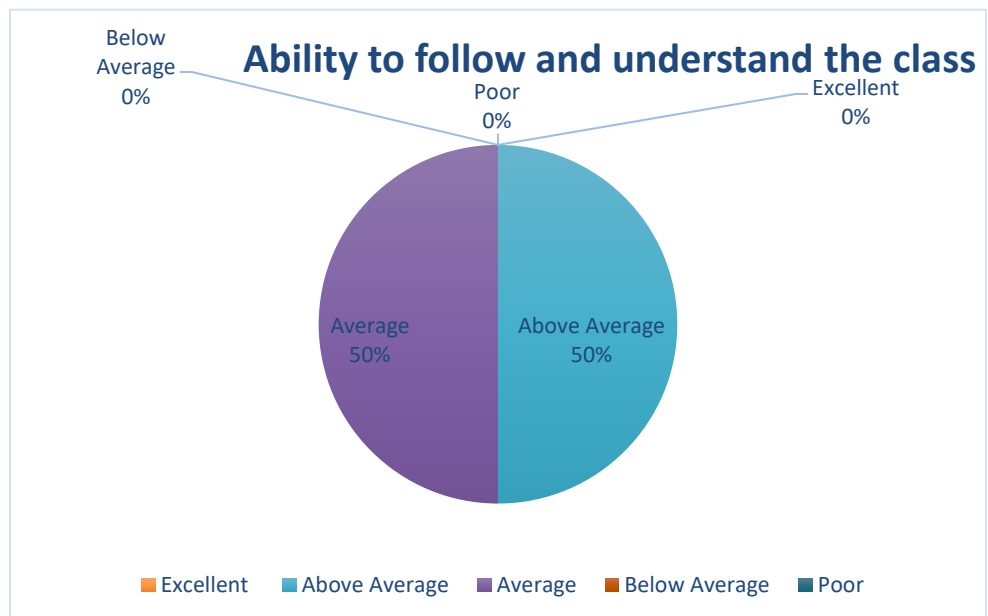 Ability to follow and understand the class
Below
Average
0%
Poor
0%
Excellent
0%
Average
50%
Above Average
50%
Excellent Above Average Average Below Average Poor